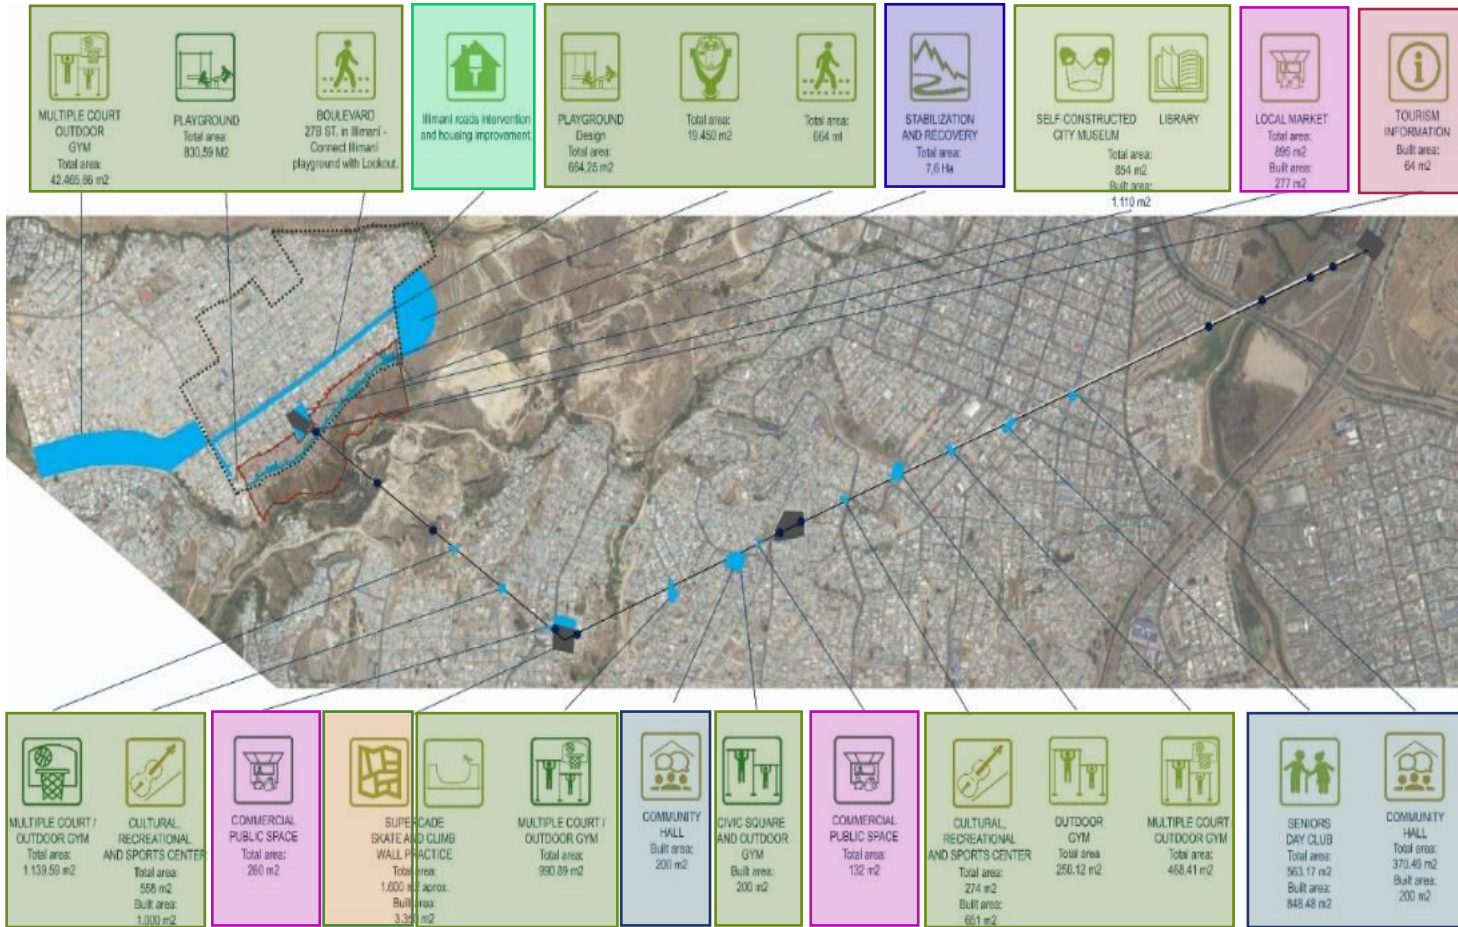 MULTIPLE COURT
OUTDOOR
GYM
Total area:
42.465,66 m2
PLAYGROUND
Total area:
830,59 M2
BOULEVARD
27B ST. in Illimani -
Connect Illimani
playground with Lookout.
Illimani roads intervention
and housing improvement.
PLAYGROUND
Design
Total area:
664,25 m2
Total area:
19.450 m2
Total area:
664 ml
STABILIZATION
AND RECOVERY
Total area:
7,6 Ha
SELF-CONSTRUCTED
CITY MUSEUM
LIBRARY
Total area:
854 m2
Built area:
1.110 m2
LOCAL MARKET
Total area:
895 m2
Built area:
277 m2
TOURISM
INFORMATION
Built area:
64 m2
MULTIPLE COURT /
OUTDOOR GYM
Total area:
1.139.59 m2
CULTURAL,
RECREATIONAL
AND SPORTS CENTER
Total area:
558 m2
Built area:
1.000 m2
COMMERCIAL
PUBLIC SPACE
Total area:
260 m2
SUPERCADE
SKATE AND CLIMB
WALL PRACTICE
Total area:
1.600 m2 aprox.
Built area:
3.350 m2
MULTIPLE COURT /
OUTDOOR GYM
Total area:
990.89 m2
COMMUNITY
HALL
Built area:
200 m2
CIVIC SQUARE
AND OUTDOOR
GYM
Built area:
200 m2
COMMERCIAL
PUBLIC SPACE
Total area:
132 m2
CULTURAL,
RECREATIONAL
AND SPORTS CENTER
Total area:
274 m2
Built area:
651 m2
OUTDOOR
GYM
Total area
250.12 m2
MULTIPLE COURT /
OUTDOOR GYM
Total area:
468.41 m2
SENIORS
DAY CLUB
Total area:
563.17 m2
Built area:
848.48 m2
COMMUNITY
HALL
Total area:
370.49 m2
Built area:
200 m2